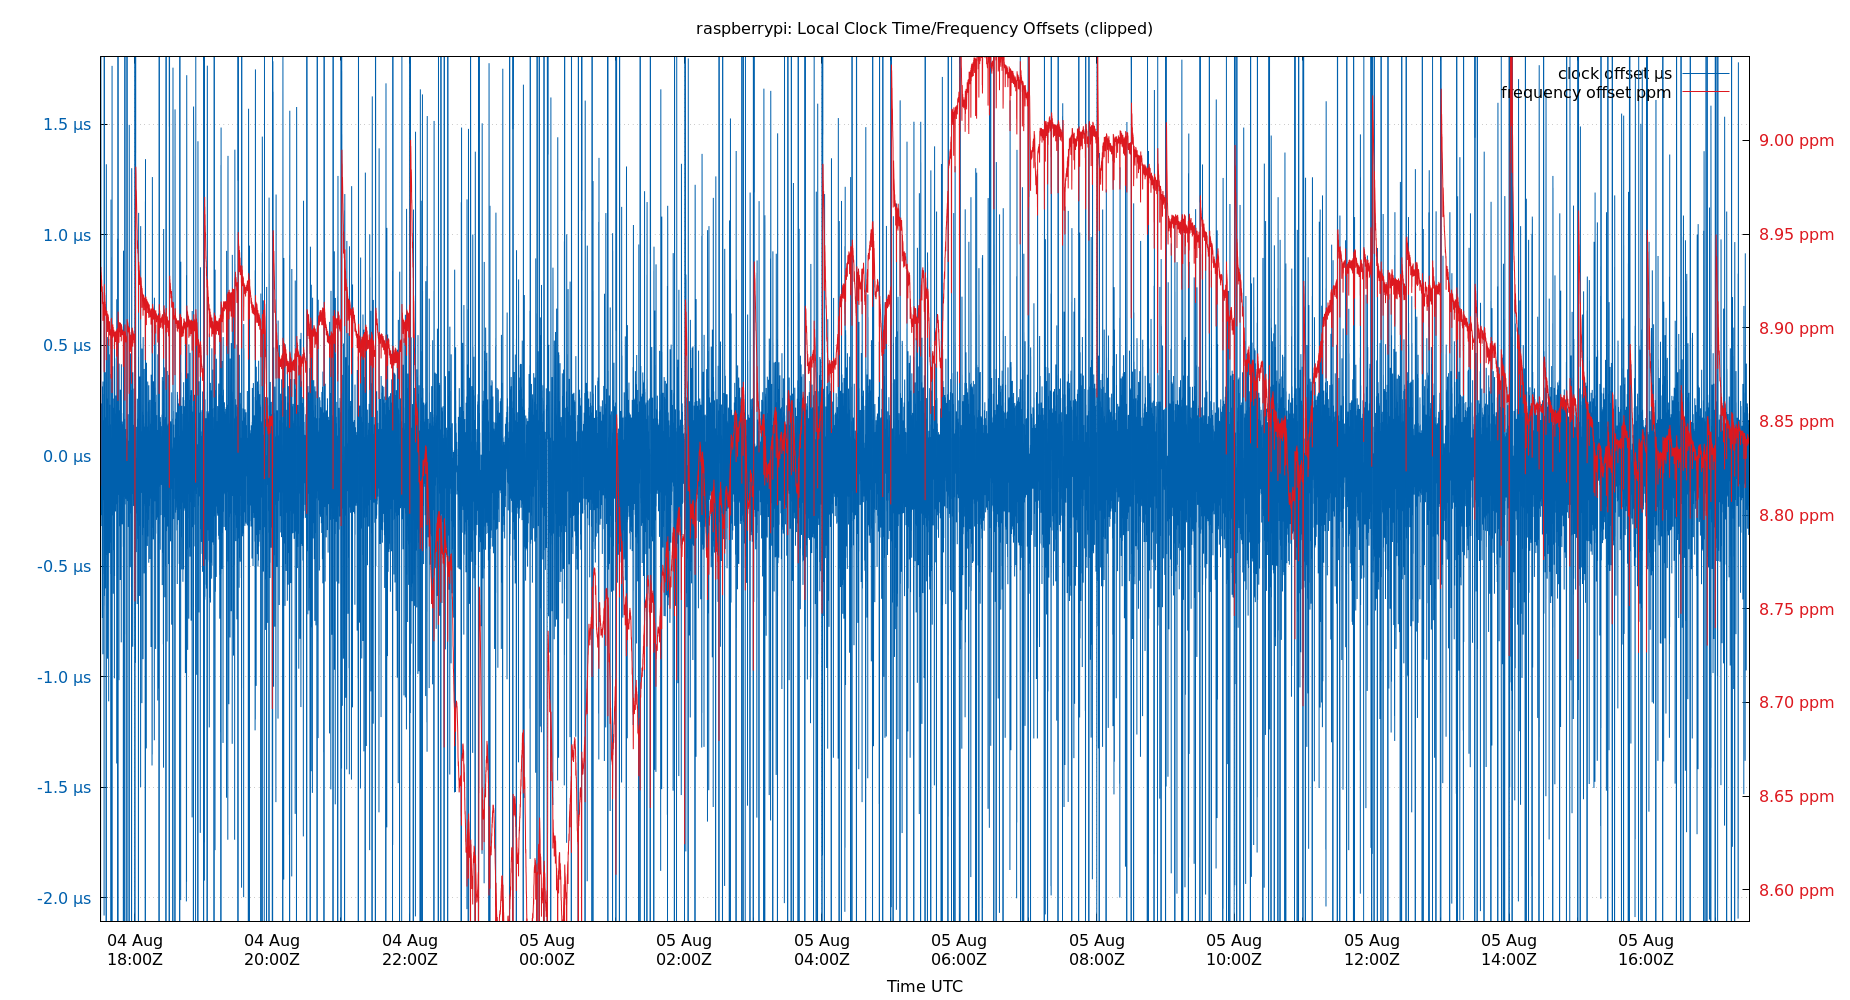 raspberrypi: Local Clock Time/Frequency Offsets (clipped)
clock offset µs
frequency offset ppm
1.5 µs
1.0 µs
0.5 µs
0.0 µs
-0.5 µs
-1.0 µs
-1.5 µs
-2.0 µs
9.00 ppm
8.95 ppm
8.90 ppm
8.85 ppm
8.80 ppm
8.75 ppm
8.70 ppm
8.65 ppm
8.60 ppm
04 Aug 04 Aug 04 Aug 05 Aug 05 Aug 05 Aug 05 Aug 05 Aug 05 Aug 05 Aug 05 Aug 05 Aug
18:00Z 20:00Z 22:00Z 00:00Z 02:00Z 04:00Z 06:00Z 08:00Z 10:00Z 12:00Z 14:00Z 16:00Z
Time UTC